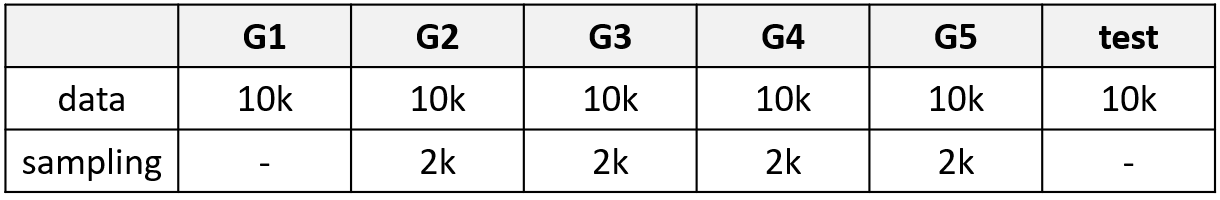 G1 G2 G3 G4 G5 test
data 10k 10k 10k 10k 10k 10k
sampling - 2k 2k 2k 2k -